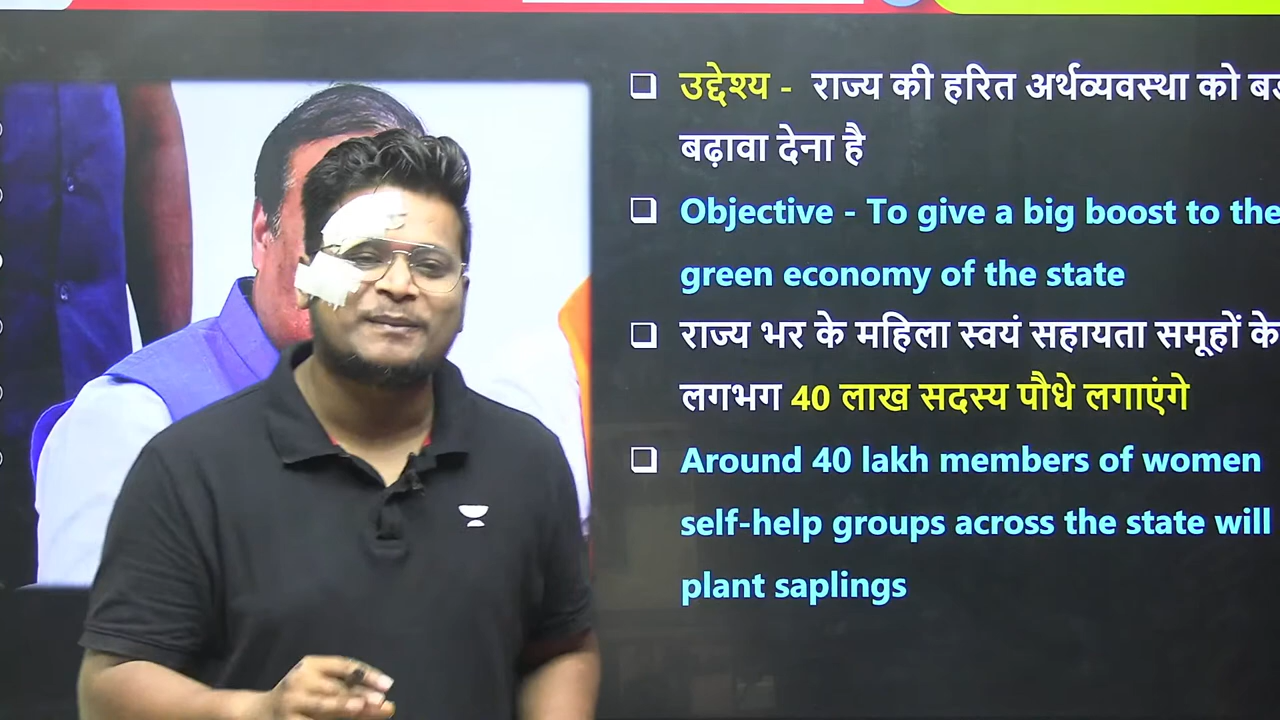 उद्देश्य - राज्य की हरित अर्थव्यवस्था को
बढ़ावा देना है
Objective - To give a big boost to the
green economy of the state
राज्य भर के महिला स्वयं सहायता समूहों के
लगभग 40 लाख सदस्य पौधे लगाएंगे
Around 40 lakh members of women
self-help groups across the state will
plant saplings